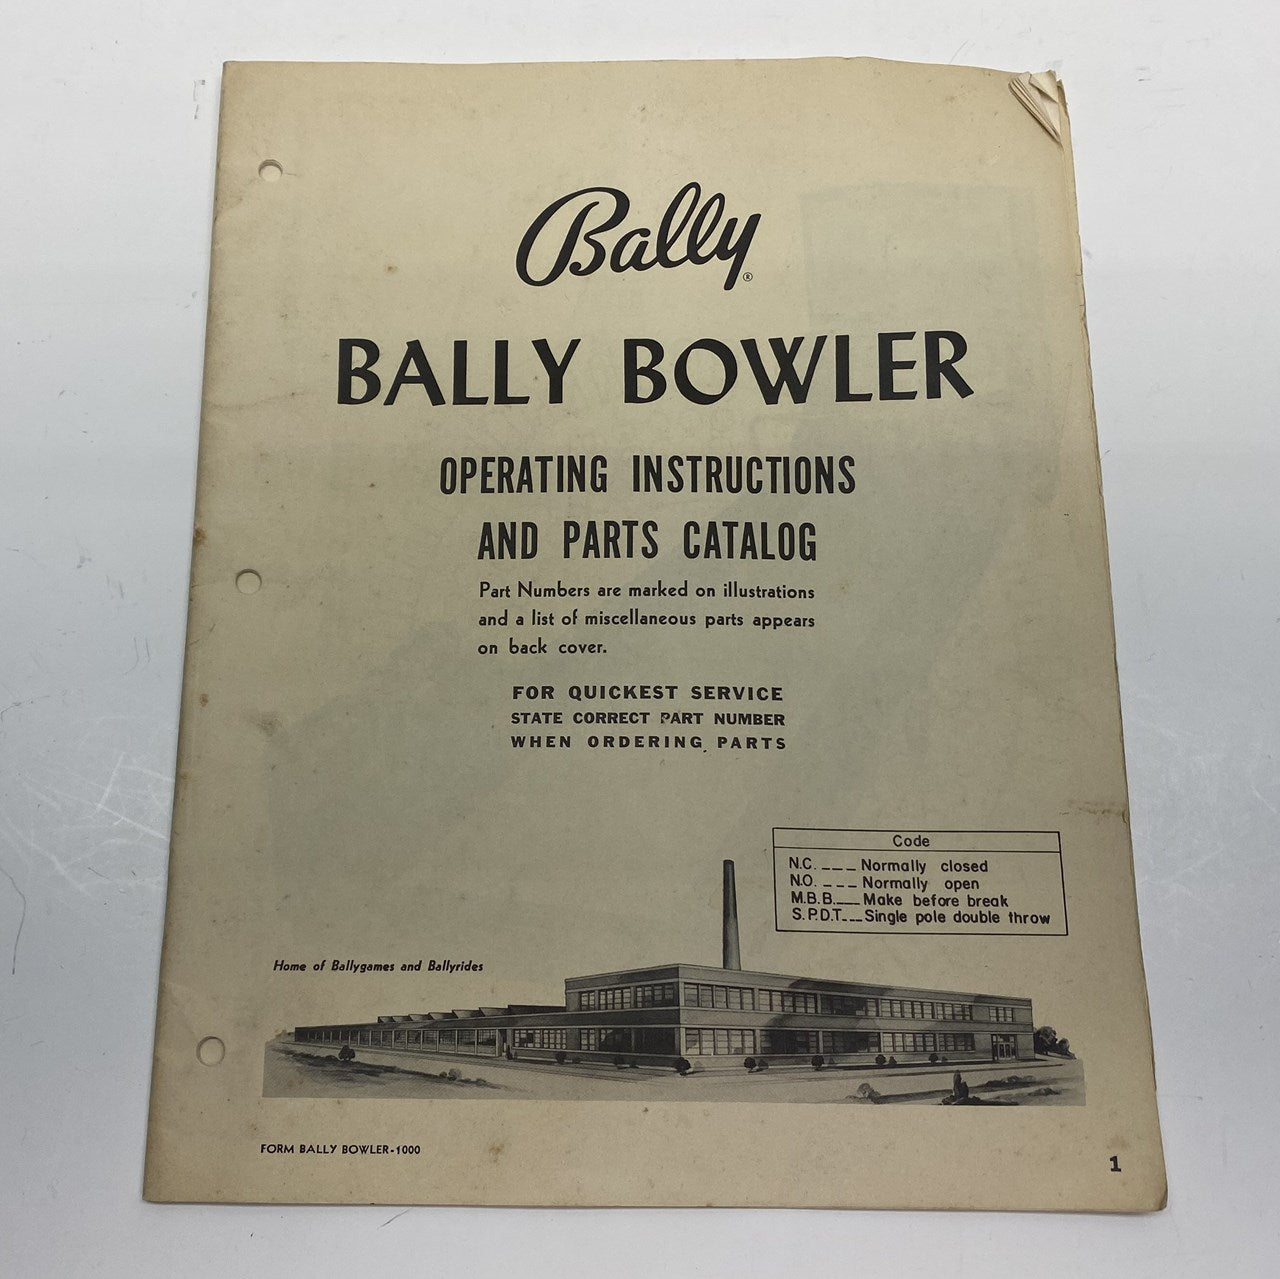 Bally®
BALLY BOWLER
OPERATING INSTRUCTIONS
AND PARTS CATALOG
Part Numbers are marked on illustrations
and a list of miscellaneous parts appears
on back cover.
FOR QUICKEST SERVICE
STATE CORRECT PART NUMBER
WHEN ORDERING PARTS
Code
N.C. ___ Normally closed
N.O. ___ Normally open
M.B.B.___ Make before break
S.P.D.T.___ Single pole double throw
Home of Ballygames and Ballyrides
FORM BALLY BOWLER-1000
1